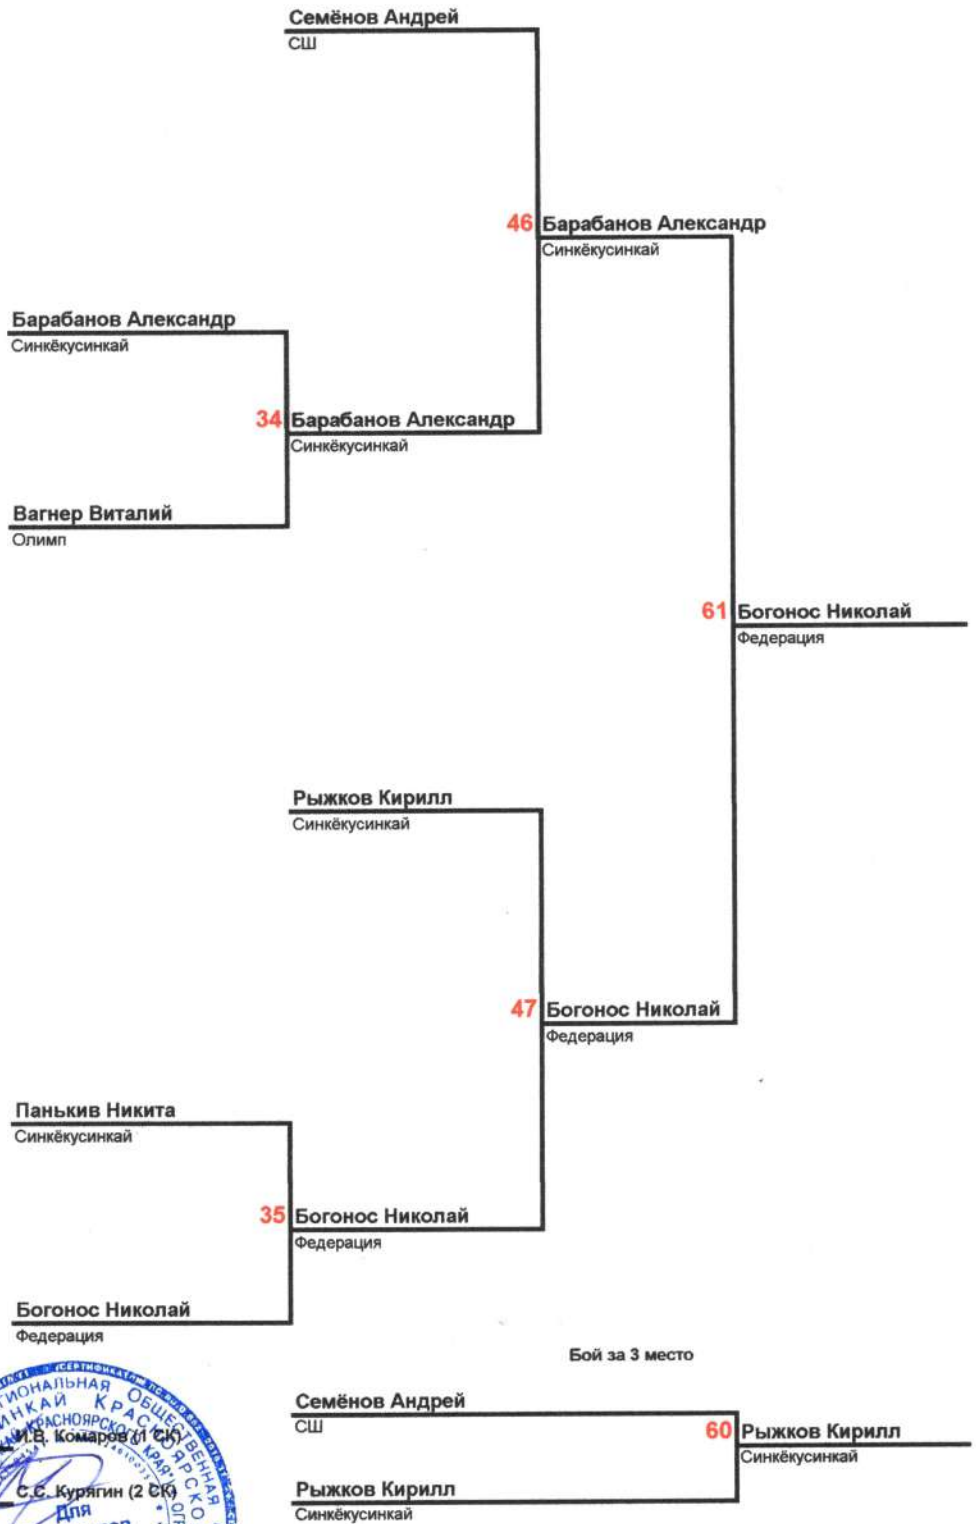 Семёнов Андрей
СШ
46 Барабанов Александр
Синкёкусинкай
Барабанов Александр
Синкёкусинкай
34 Барабанов Александр
Синкёкусинкай
Вагнер Виталий
Олимп
61 Богонос Николай
Федерация
Рыжков Кирилл
Синкёкусинкай
47 Богонос Николай
Федерация
Панькив Никита
Синкёкусинкай
35 Богонос Николай
Федерация
Богонос Николай
Федерация
Бой за 3 место
Семёнов Андрей
СШ
60 Рыжков Кирилл
Синкёкусинкай
Рыжков Кирилл
Синкёкусинкай
И.В. Комаров (1 СК)
С.С. Курягин (2 СК)
Для